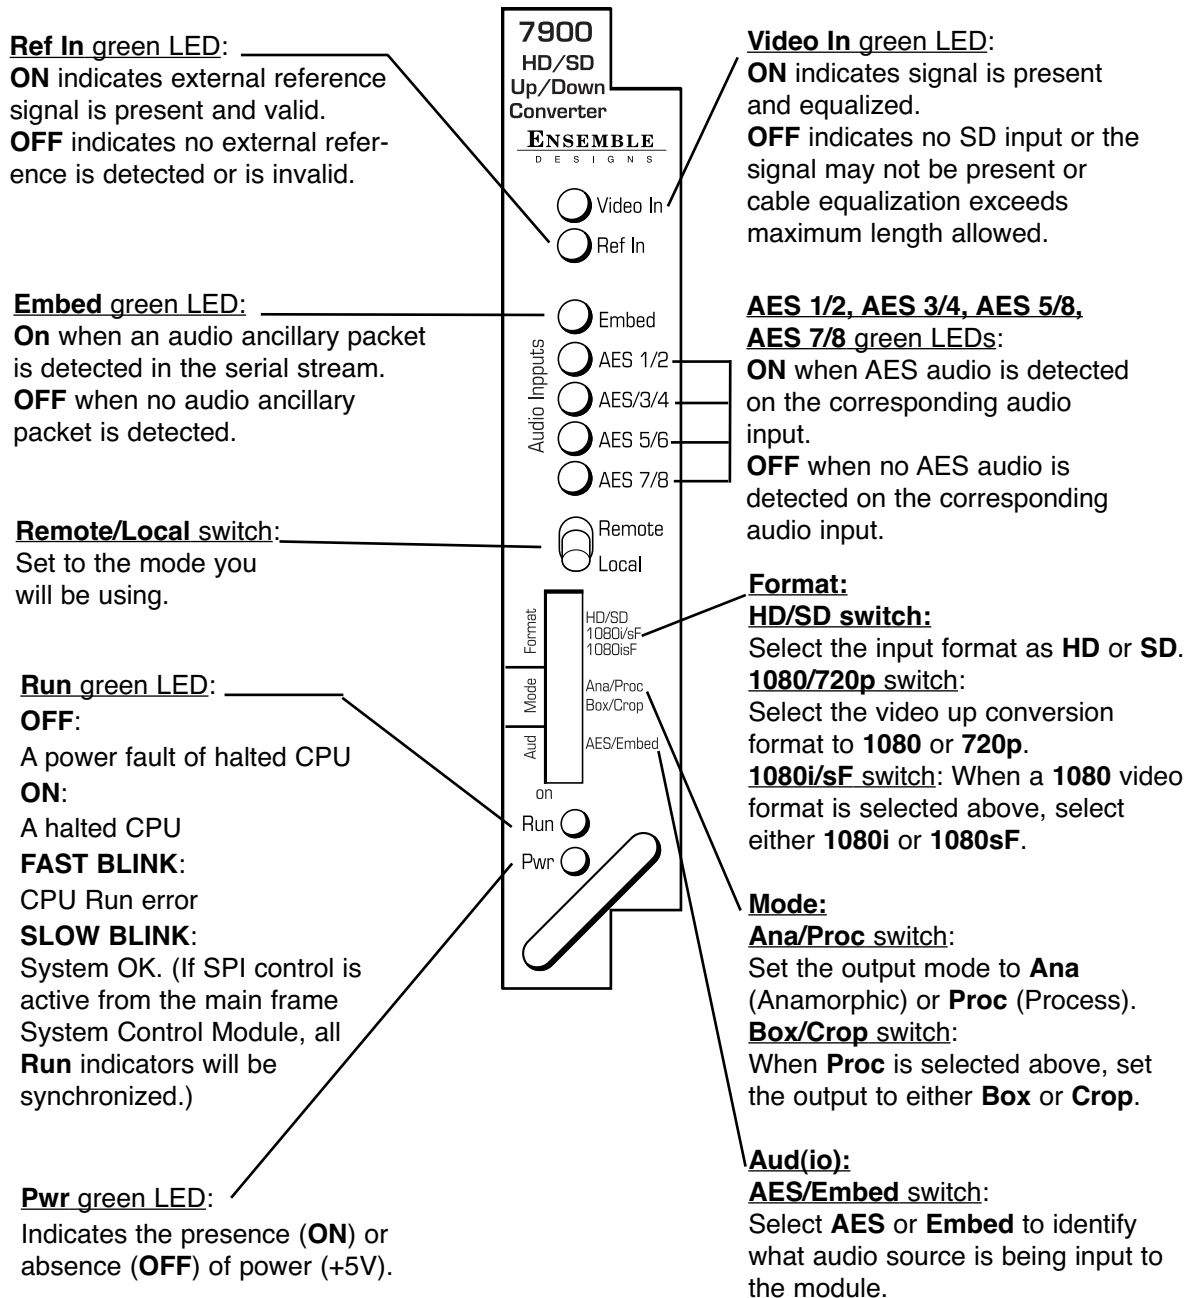 Ref In green LED:
ON indicates external reference
signal is present and valid.
OFF indicates no external refer-
ence is detected or is invalid.
Embed green LED:
On when an audio ancillary packet
is detected in the serial stream.
OFF when no audio ancillary
packet is detected.
Remote/Local switch:
Set to the mode you
will be using.
Run green LED:
OFF:
A power fault of halted CPU
ON:
A halted CPU
FAST BLINK:
CPU Run error
SLOW BLINK:
System OK. (If SPI control is
active from the main frame
System Control Module, all
Run indicators will be
synchronized.)
Pwr green LED:
Indicates the presence (ON) or
absence (OFF) of power (+5V).
7900
HD/SD
Up/Down
Converter
ENSEMBLE
DESIGNS
Video In
Ref In
Embed
Audio Inpputs
AES 1/2
AES/3/4
AES 5/6
AES 7/8
Remote
Local
Format
HD/SD
1080i/sF
1080isF
Mode
Ana/Proc
Box/Crop
Aud
AES/Embed
on
Run
Pwr
Video In green LED:
ON indicates signal is present
and equalized.
OFF indicates no SD input or the
signal may not be present or
cable equalization exceeds
maximum length allowed.
AES 1/2, AES 3/4, AES 5/8,
AES 7/8 green LEDs:
ON when AES audio is detected
on the corresponding audio
input.
OFF when no AES audio is
detected on the corresponding
audio input.
Format:
HD/SD switch:
Select the input format as HD or SD.
1080/720p switch:
Select the video up conversion
format to 1080 or 720p.
1080i/sF switch: When a 1080 video
format is selected above, select
either 1080i or 1080sF.
Mode:
Ana/Proc switch:
Set the output mode to Ana
(Anamorphic) or Proc (Process).
Box/Crop switch:
When Proc is selected above, set
the output to either Box or Crop.
Aud(io):
AES/Embed switch:
Select AES or Embed to identify
what audio source is being input to
the module.